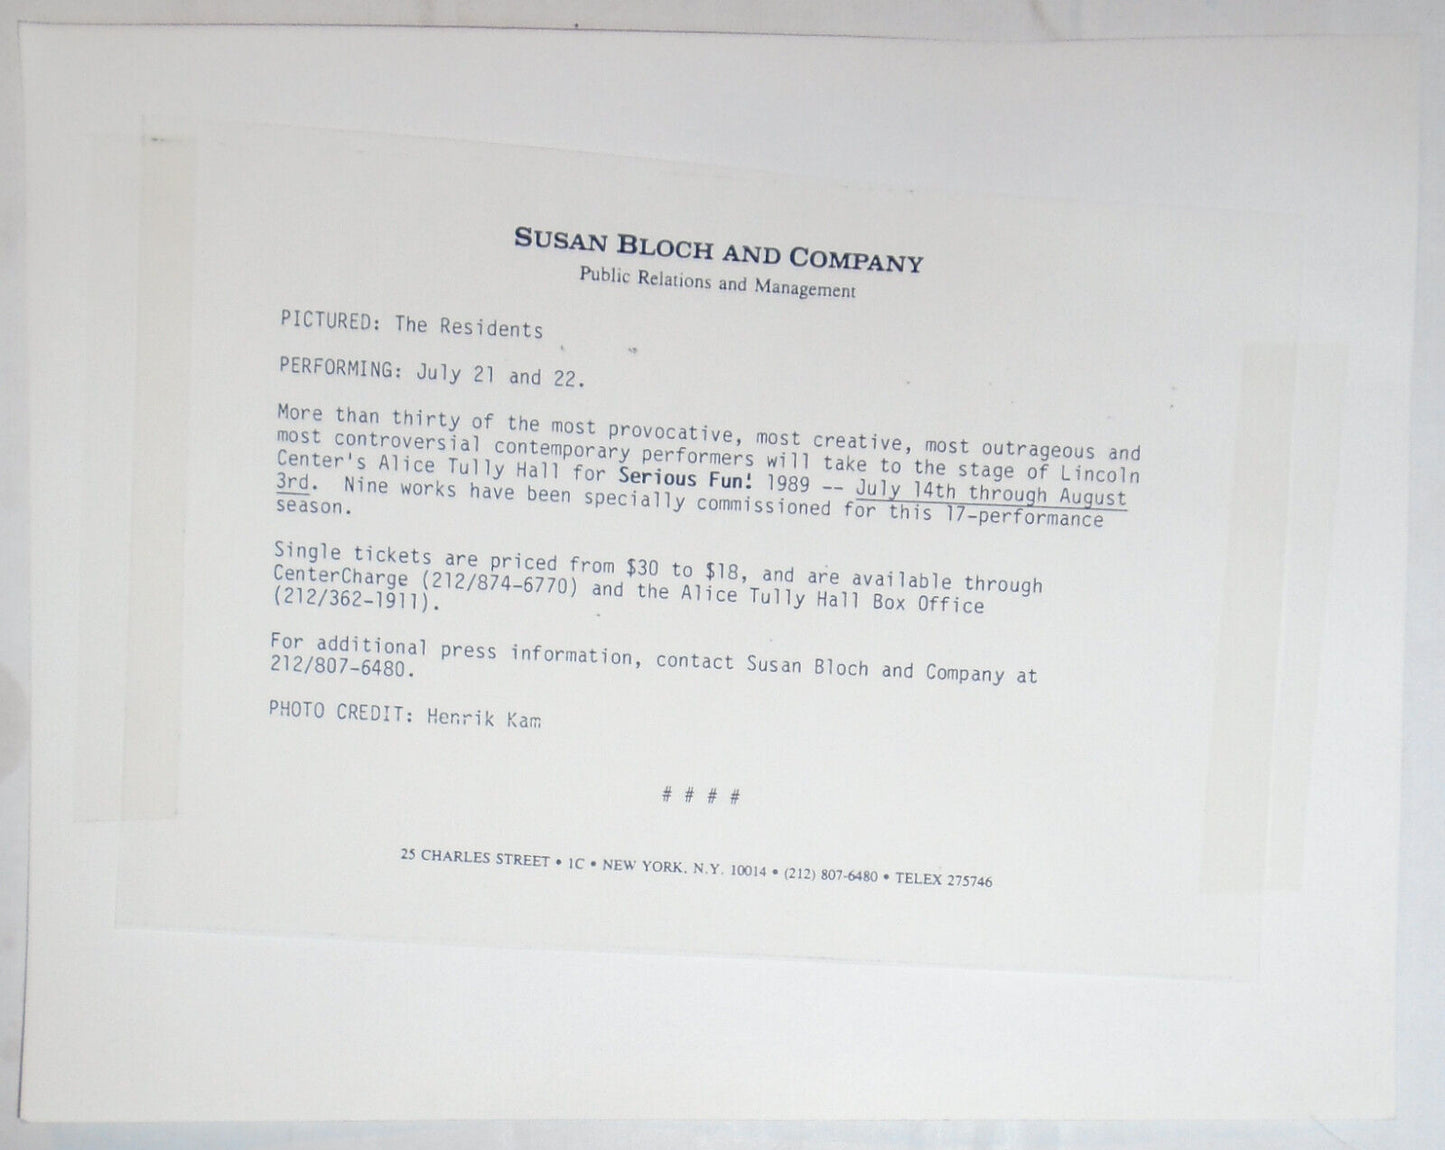 SUSAN BLOCH AND COMPANY
Public Relations and Management
PICTURED: The Residents
PERFORMING: July 21 and 22.
More than thirty of the most provocative, most creative, most outrageous and
most controversial contemporary performers will take to the stage of Lincoln
Center's Alice Tully Hall for Serious Fun! 1989 -- July 14th through August
3rd. Nine works have been specially commissioned for this 17-performance
season.
Single tickets are priced from $30 to $18, and are available through
CenterCharge (212/874-6770) and the Alice Tully Hall Box Office
(212/362-1911).
For additional press information, contact Susan Bloch and Company at
212/807-6480.
PHOTO CREDIT: Henrik Kam
# # # #
25 CHARLES STREET • 1C • NEW YORK, N.Y. 10014 • (212) 807-6480 • TELEX 275746